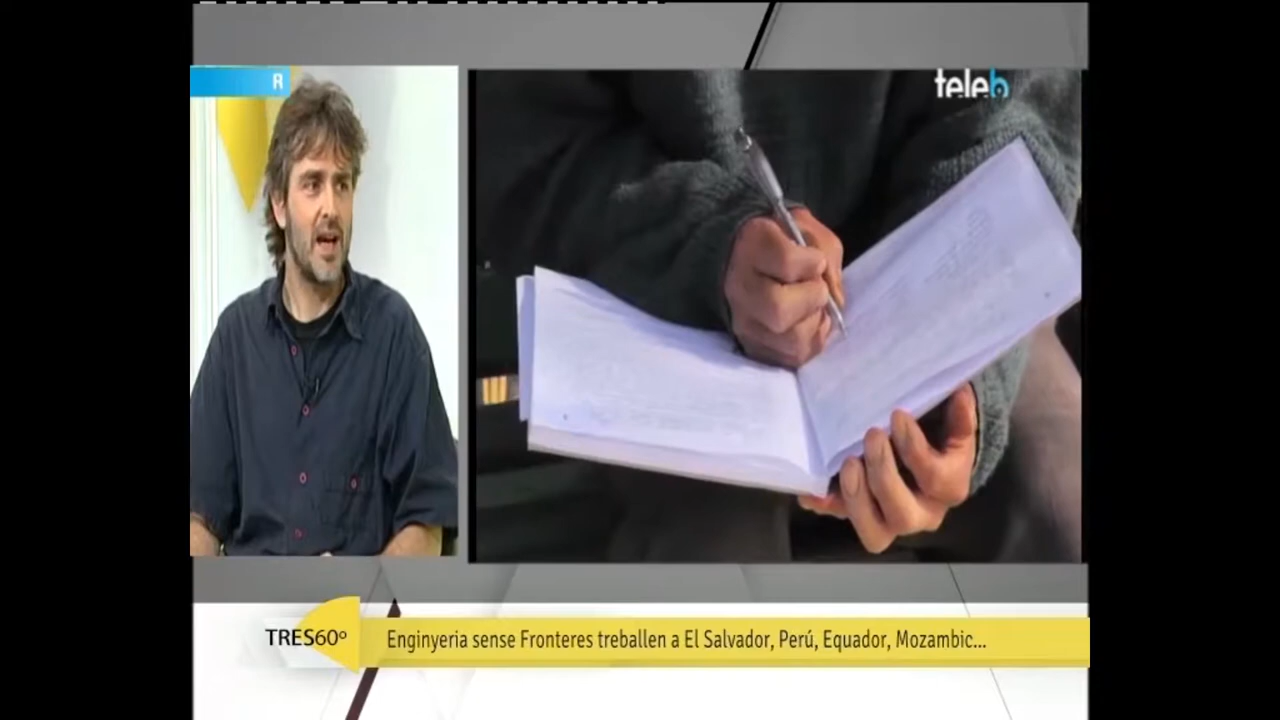 R
teleb
TRES60º
Enginyeria sense Fronteres treballen a El Salvador, Perú, Equador, Mozambic...